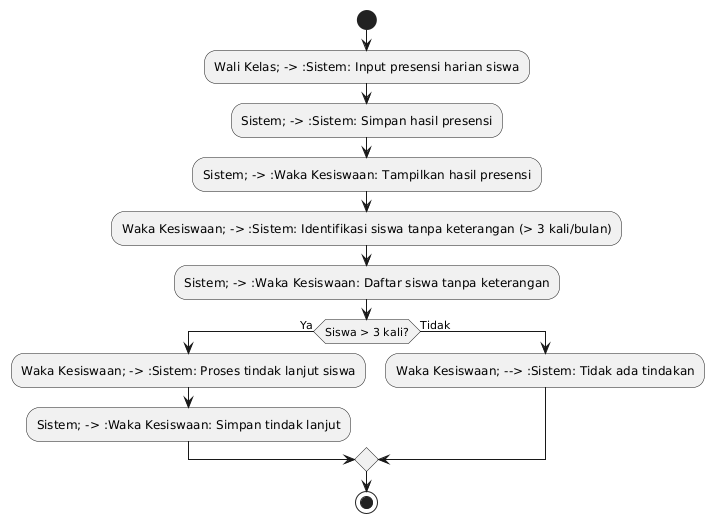 Wali Kelas; -> :Sistem: Input presensi harian siswa
Sistem; -> :Sistem: Simpan hasil presensi
Sistem; -> :Waka Kesiswaan: Tampilkan hasil presensi
Waka Kesiswaan; -> :Sistem: Identifikasi siswa tanpa keterangan (> 3 kali/bulan)
Sistem; -> :Waka Kesiswaan: Daftar siswa tanpa keterangan
Ya
Siswa > 3 kali?
Tidak
Waka Kesiswaan; -> :Sistem: Proses tindak lanjut siswa
Waka Kesiswaan; --> :Sistem: Tidak ada tindakan
Sistem; -> :Waka Kesiswaan: Simpan tindak lanjut